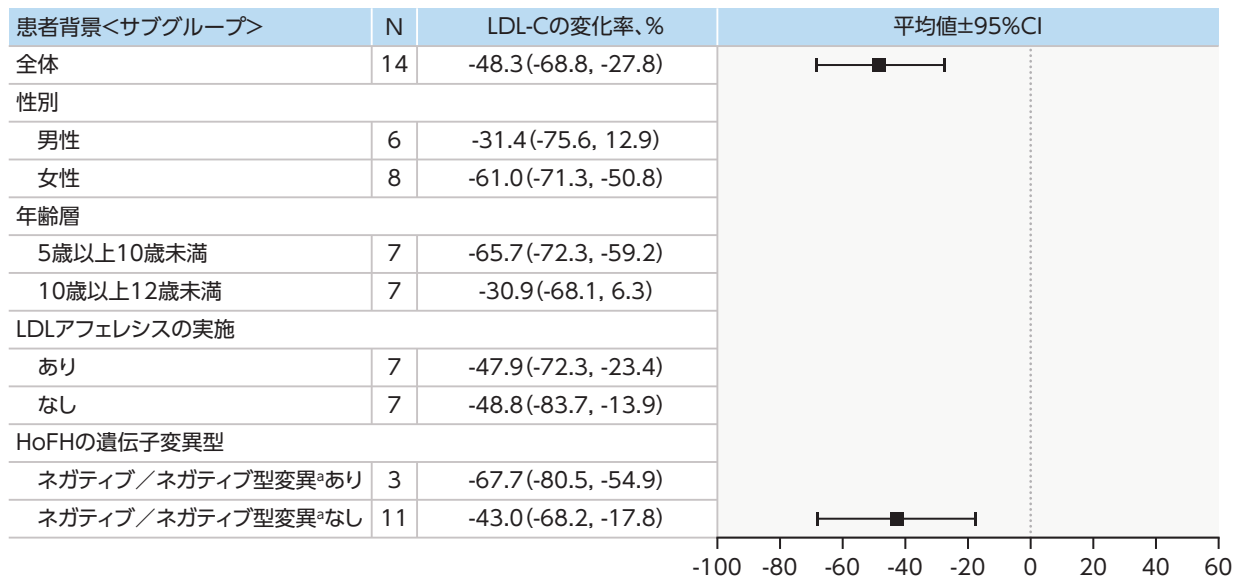 患者背景<サブグループ> N LDL-Cの変化率、% 平均値±95%CI
全体 14 -48.3(-68.8, -27.8)
性別
男性 6 -31.4(-75.6, 12.9)
女性 8 -61.0(-71.3, -50.8)
年齢層
5歳以上10歳未満 7 -65.7(-72.3, -59.2)
10歳以上12歳未満 7 -30.9(-68.1, 6.3)
LDLアフェレシスの実施
あり 7 -47.9(-72.3, -23.4)
なし 7 -48.8(-83.7, -13.9)
HoFHの遺伝子変異型
ネガティブ／ネガティブ型変異ᵃあり 3 -67.7(-80.5, -54.9)
ネガティブ／ネガティブ型変異ᵃなし 11 -43.0(-68.2, -17.8)
-100 -80 -60 -40 -20 0 20 40 60